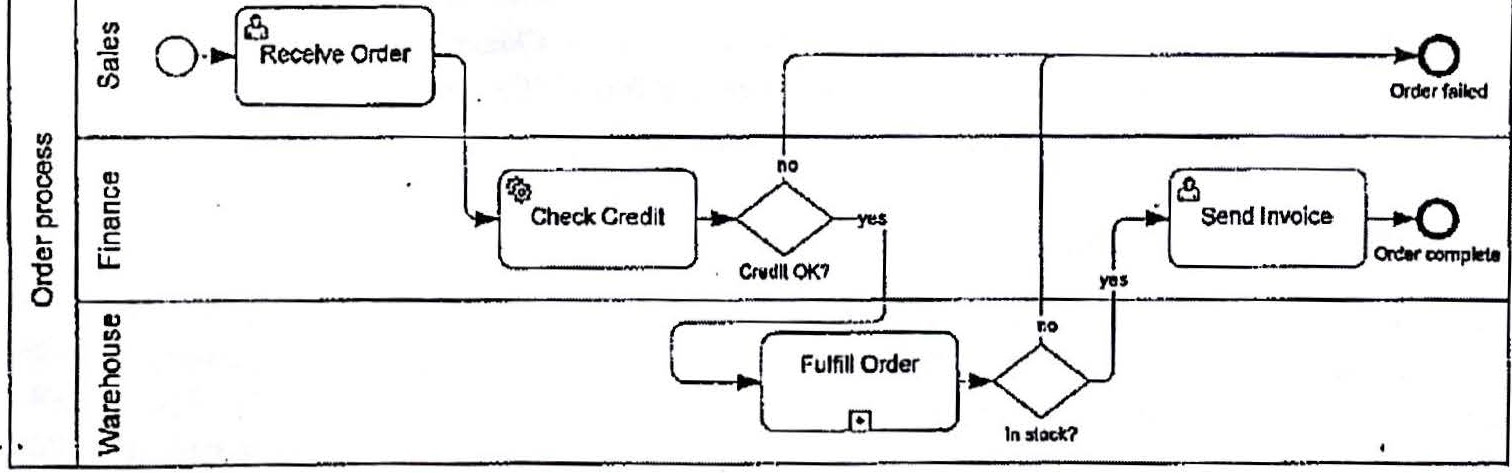 Order process
Sales
Receive Order
Order failed
Finance
Check Credit
no
Credit OK?
yes
Send Invoice
Order complete
yes
Warehouse
Fulfill Order
no
In stock?